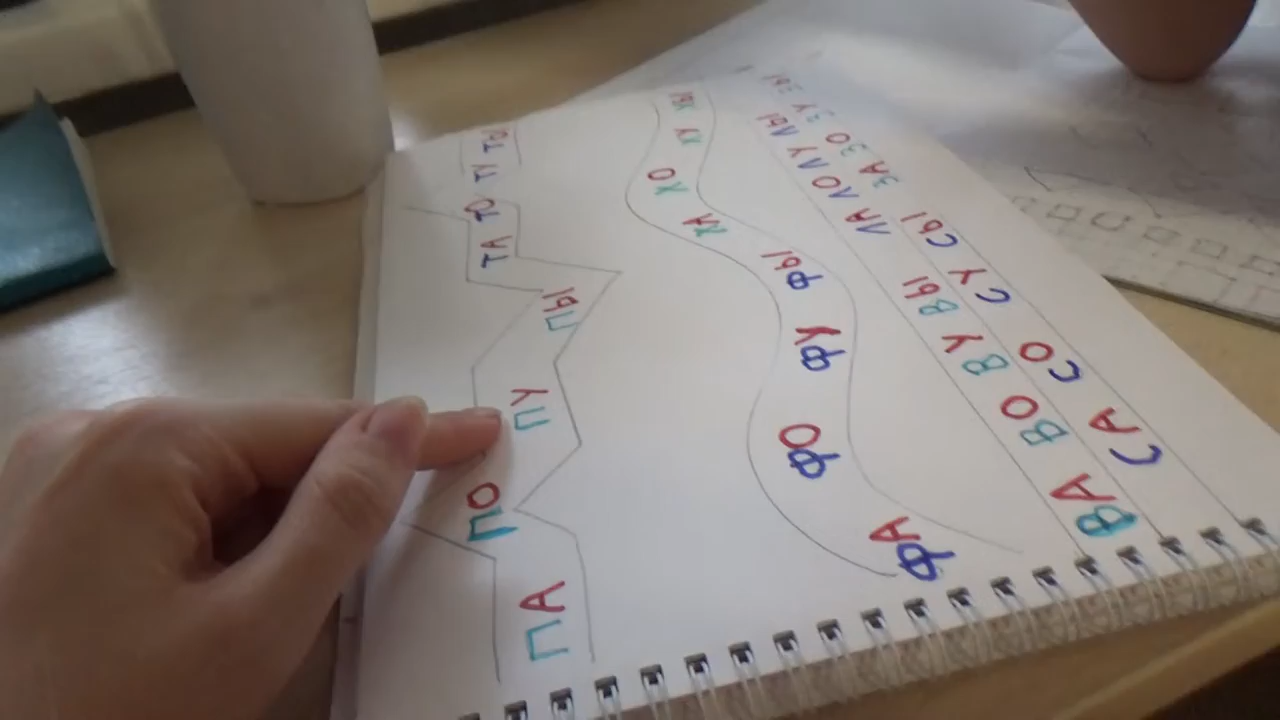 СА СО СУ СЫ ЗА ЗО ЗУ ЗЫ
ВА ВО ВУ ВЫ ЛА ЛО ЛУ ЛЫ
ФА ФО ФУ ФЫ ХА ХО ХУ ХЫ
ПА ПО ПУ ПЫ ТА ТО ТУ ТЫ